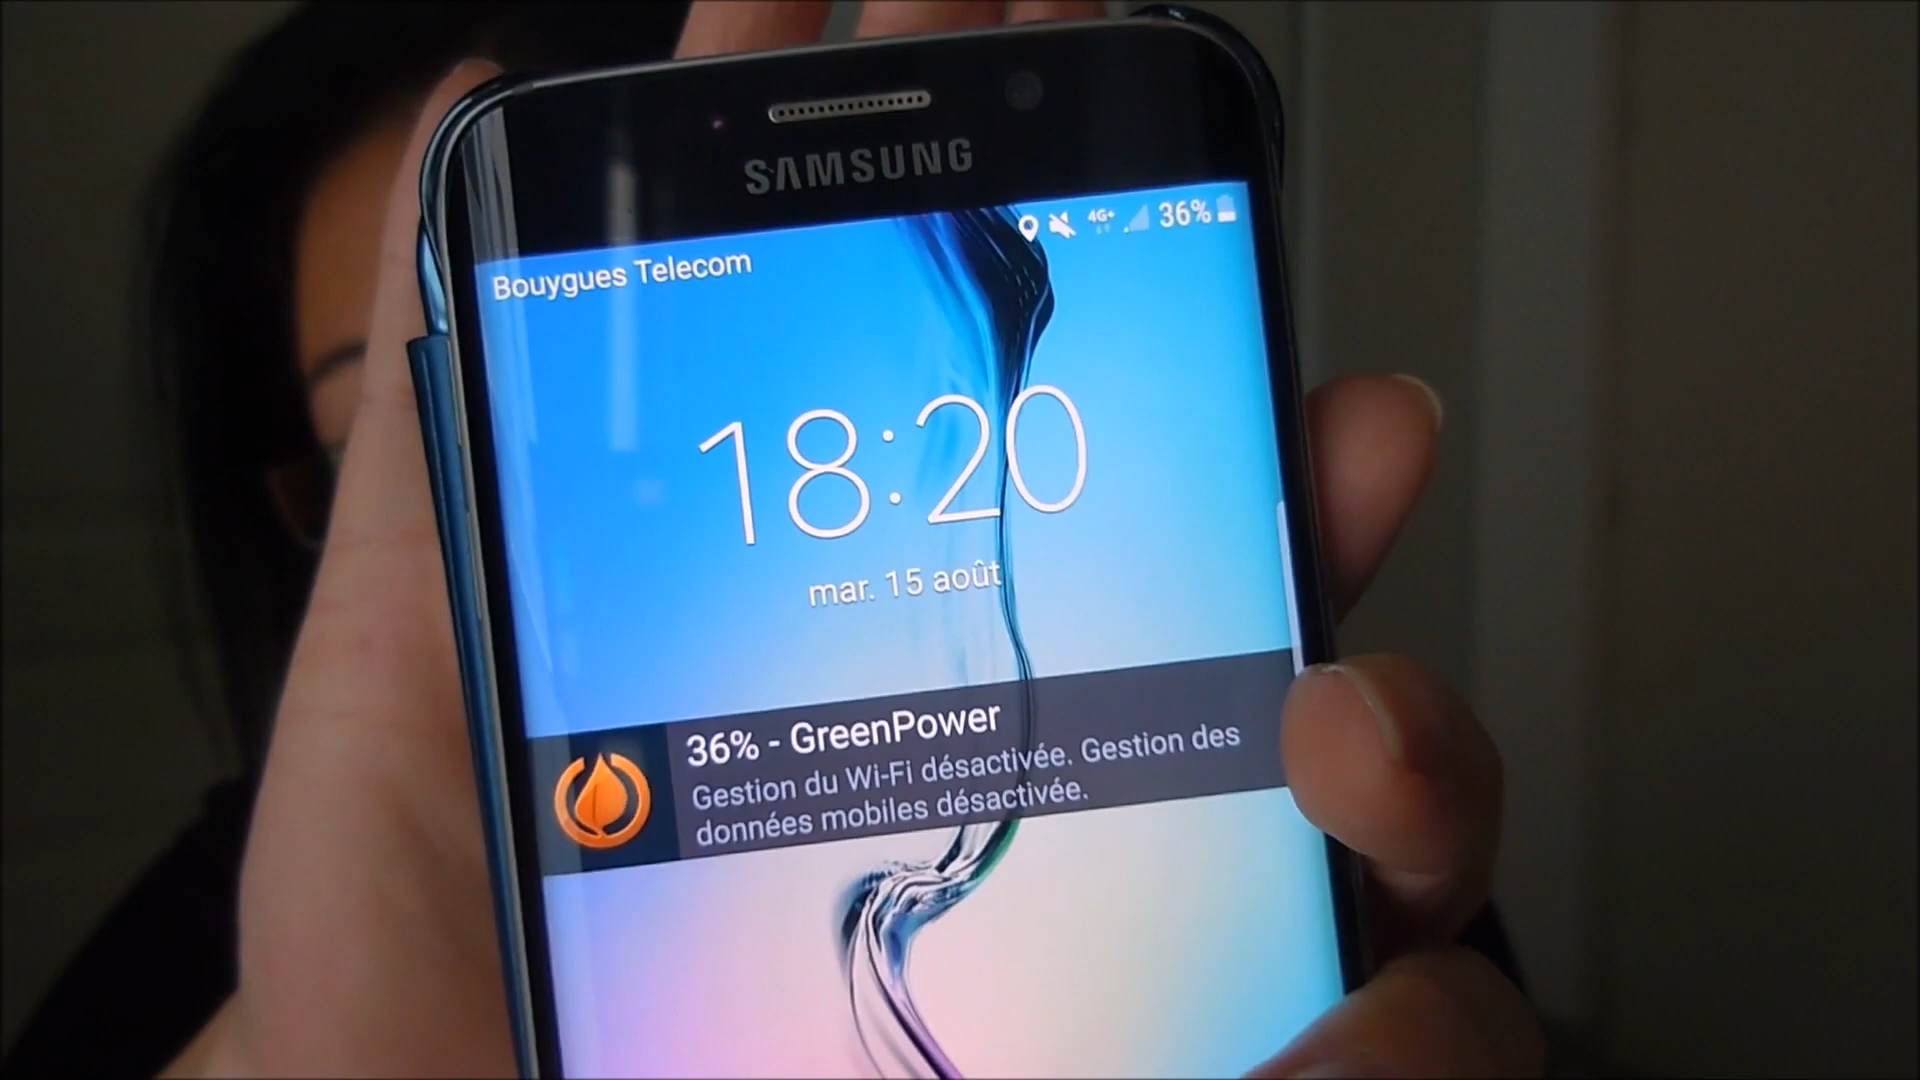 SAMSUNG
4G+ 36%
Bouygues Telecom
18:20
mar. 15 août
36% - GreenPower
Gestion du Wi-Fi désactivée. Gestion des
données mobiles désactivée.